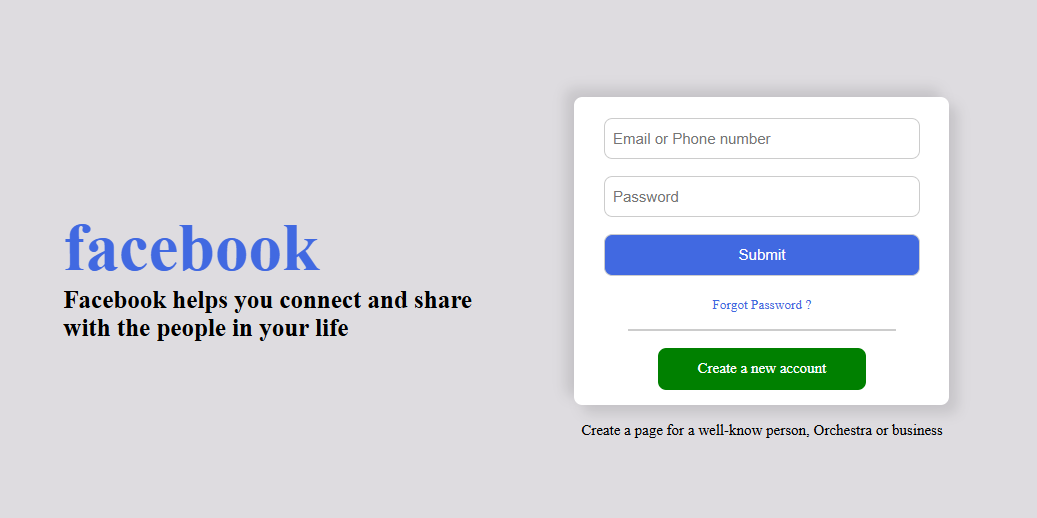 facebook
Facebook helps you connect and share
with the people in your life
Email or Phone number
Password
Submit
Forgot Password ?
Create a new account
Create a page for a well-know person, Orchestra or business